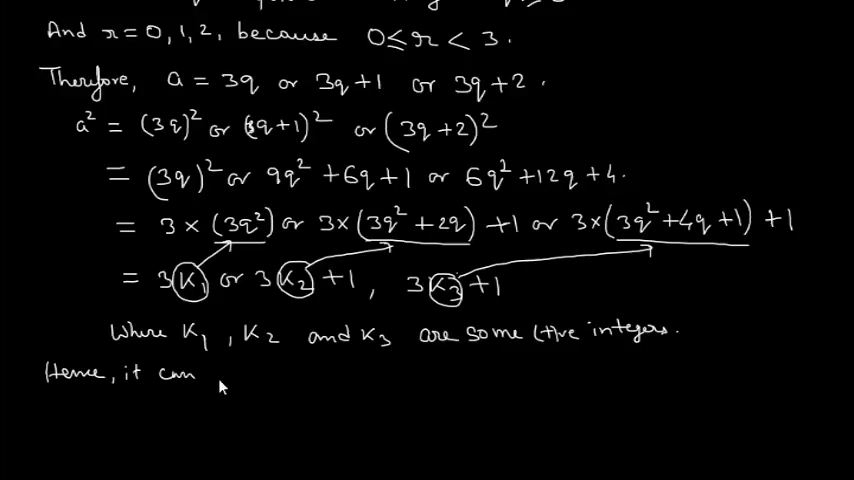 And r = 0, 1, 2, because 0 ≤ r < 3.
Therefore, a = 3q or 3q+1 or 3q+2.
a² = (3q)² or (3q+1)² or (3q+2)²
= (3q)² or 9q² + 6q + 1 or 6q² + 12q + 4.
= 3 × (3q²) or 3×(3q² + 2q) + 1 or 3×(3q² + 4q + 1) + 1
= 3K₁ or 3K₂ + 1, 3K₃ + 1
Where K₁, K₂ and K₃ are some (+)ve integers.
Hence, it can